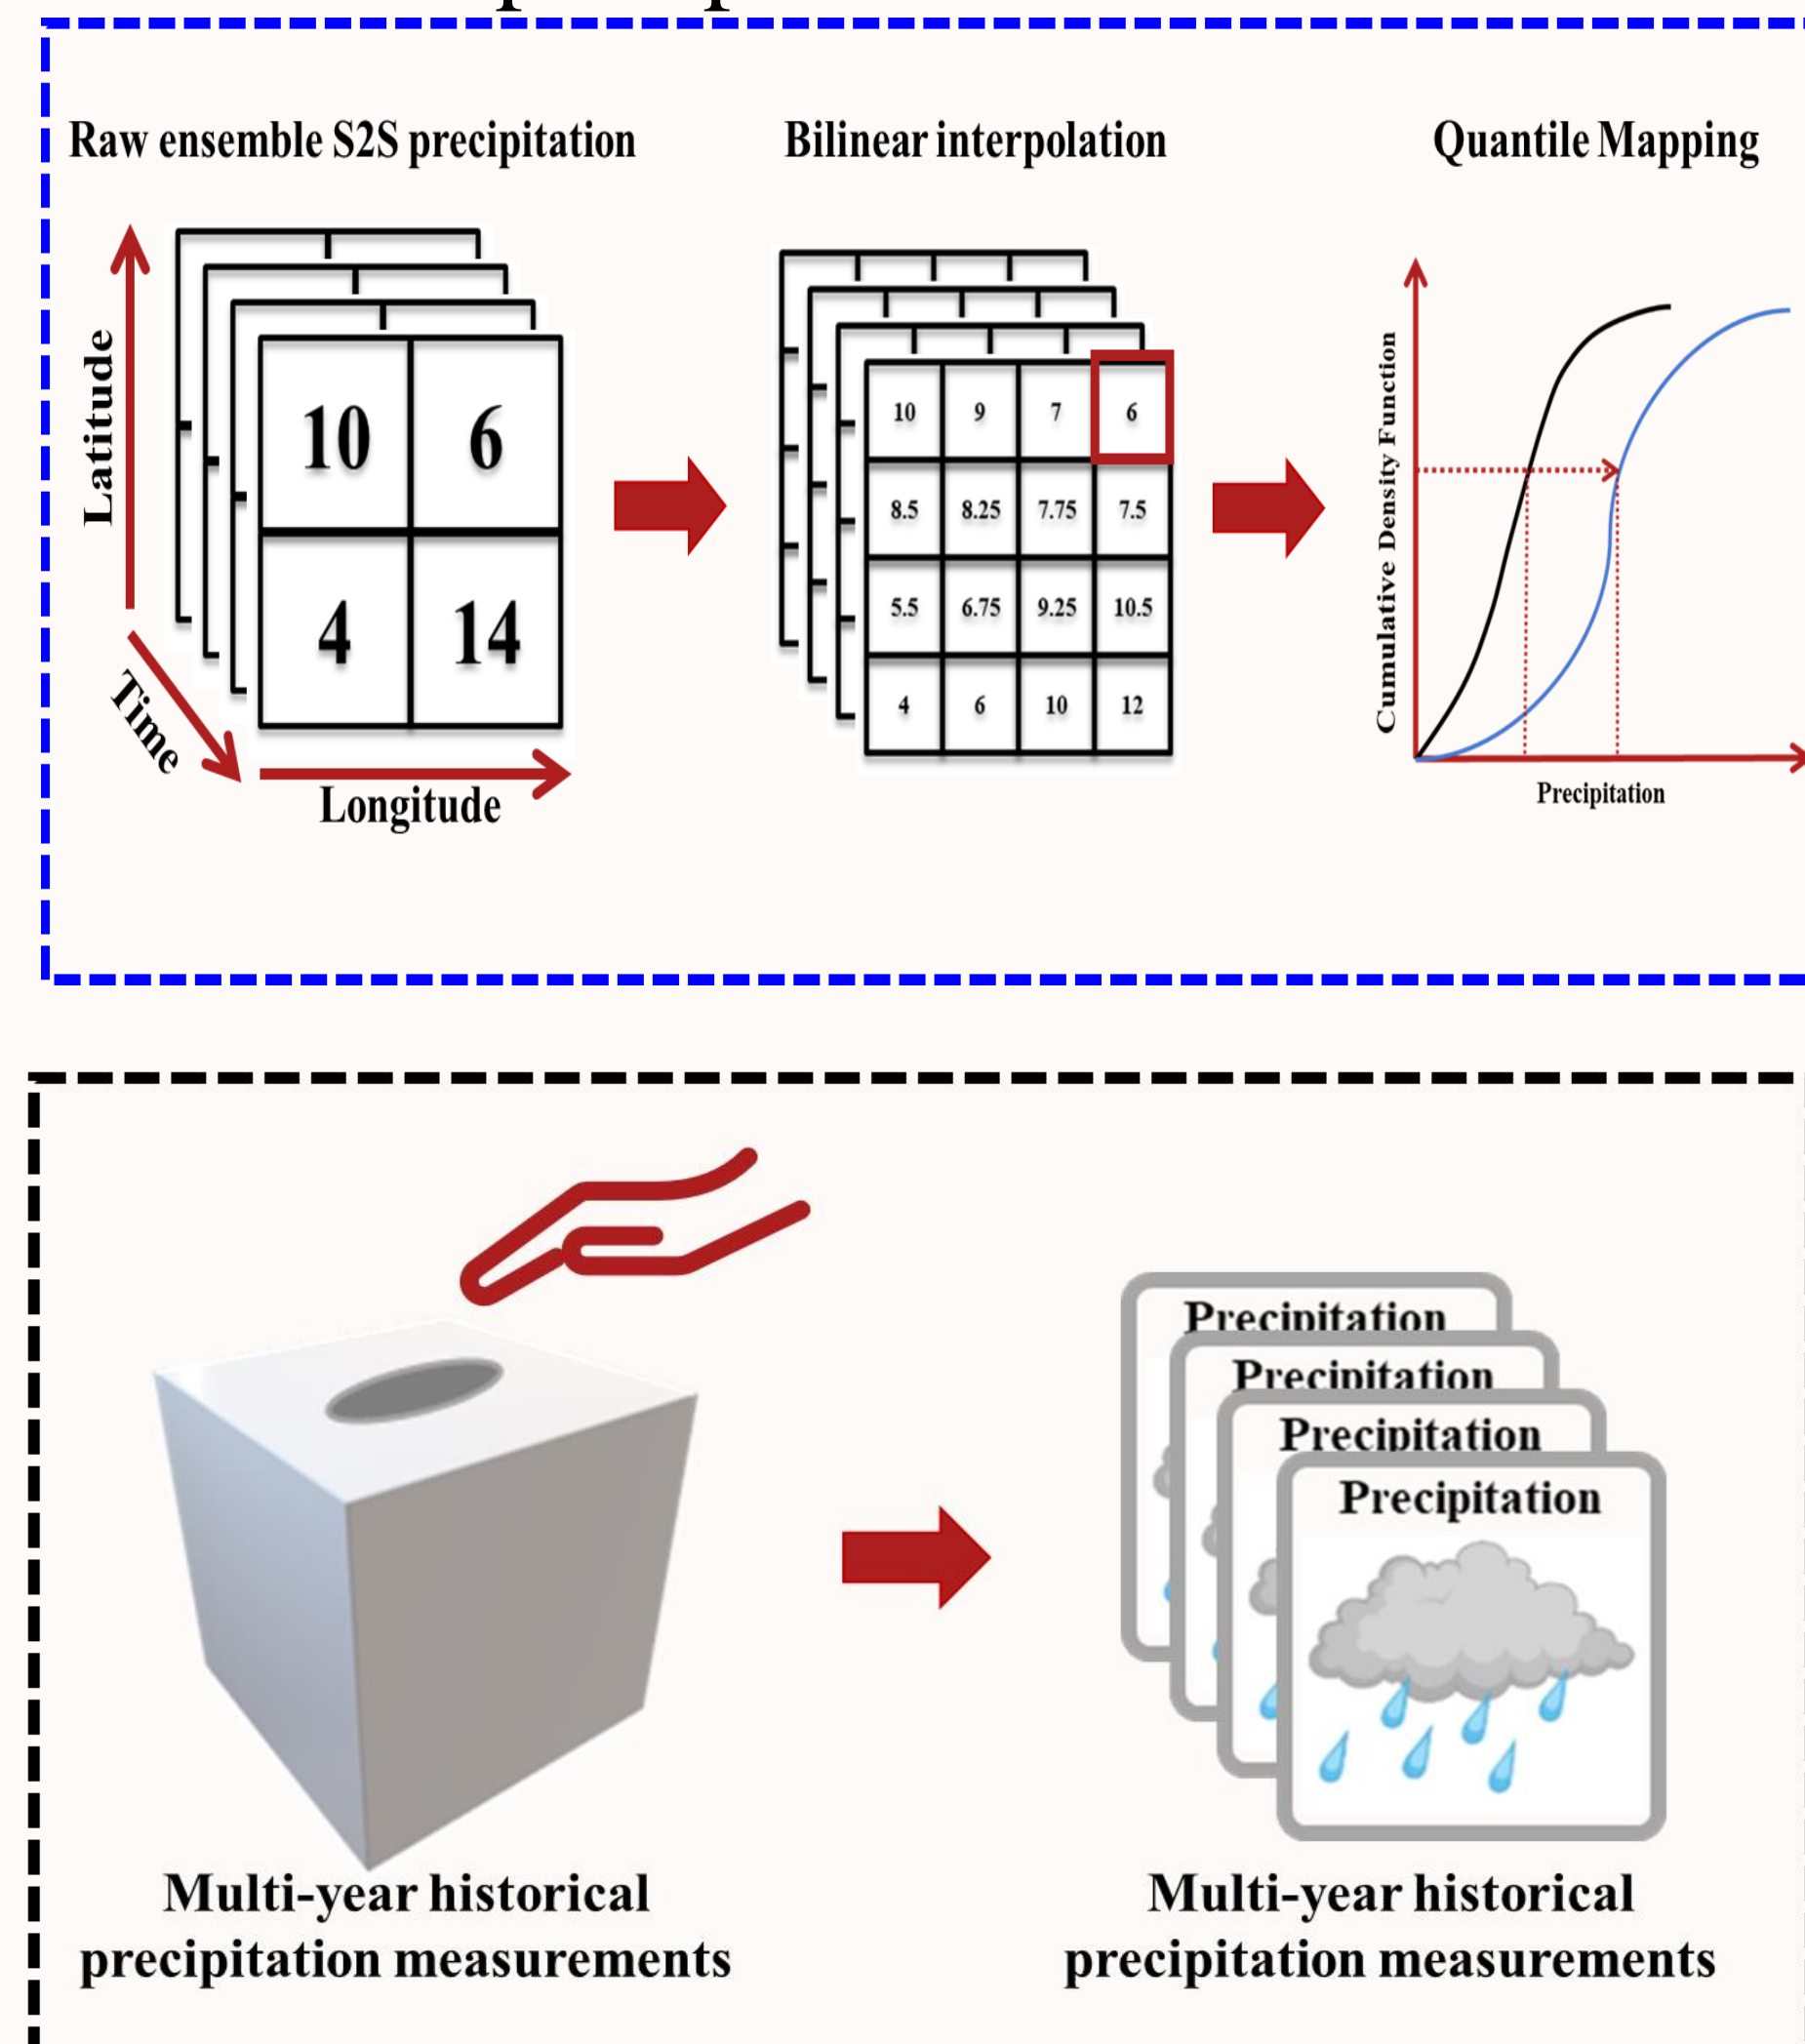 Raw ensemble S2S precipitation
Bilinear interpolation
Quantile Mapping
Latitude
Time
Longitude
10 6
4 14
10 9 7 6
8.5 8.25 7.75 7.5
5.5 6.75 9.25 10.5
4 6 10 12
Cumulative Density Function
Precipitation
Precipitation
Precipitation
Precipitation
Precipitation
Multi-year historical
precipitation measurements
Multi-year historical
precipitation measurements